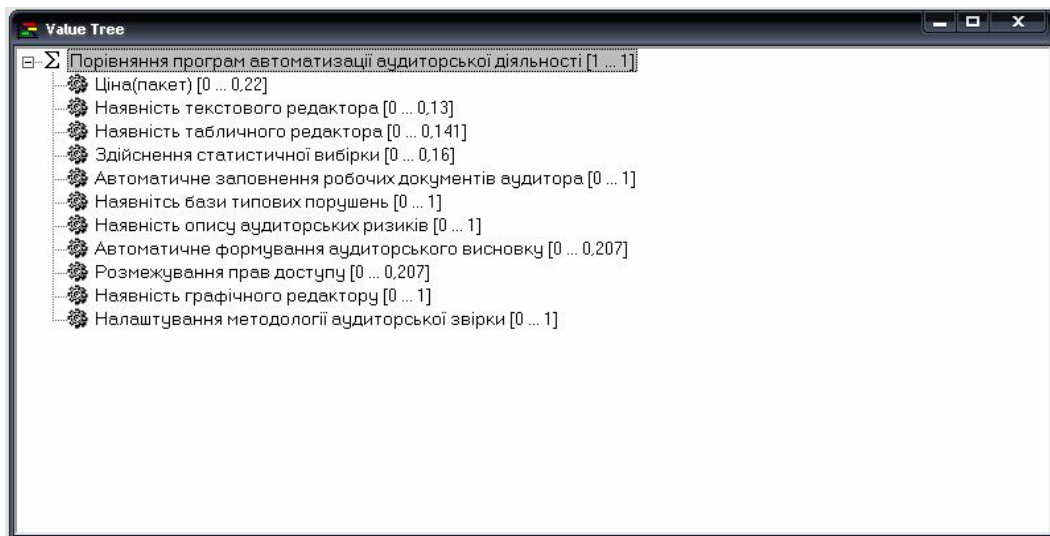 Value Tree
Σ Порівняння програм автоматизації аудиторської діяльності [1 ... 1]
Ціна(пакет) [0 ... 0,22]
Наявність текстового редактора [0 ... 0,13]
Наявність табличного редактора [0 ... 0,141]
Здійснення статистичної вибірки [0 ... 0,16]
Автоматичне заповнення робочих документів аудитора [0 ... 1]
Наявнітсь бази типових порушень [0 ... 1]
Наявність опису аудиторських ризиків [0 ... 1]
Автоматичне формування аудиторського висновку [0 ... 0,207]
Розмежування прав доступу [0 ... 0,207]
Наявність графічного редактору [0 ... 1]
Налаштування методології аудиторської звірки [0 ... 1]